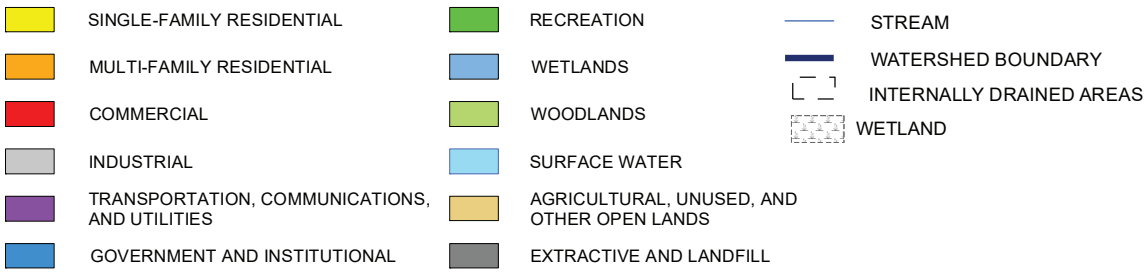 SINGLE-FAMILY RESIDENTIAL
MULTI-FAMILY RESIDENTIAL
COMMERCIAL
INDUSTRIAL
TRANSPORTATION, COMMUNICATIONS,
AND UTILITIES
GOVERNMENT AND INSTITUTIONAL
RECREATION
WETLANDS
WOODLANDS
SURFACE WATER
AGRICULTURAL, UNUSED, AND
OTHER OPEN LANDS
EXTRACTIVE AND LANDFILL
STREAM
WATERSHED BOUNDARY
INTERNALLY DRAINED AREAS
WETLAND